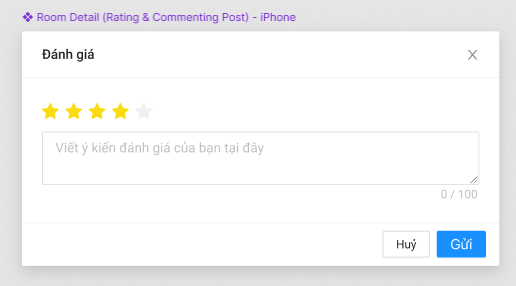 Room Detail (Rating & Commenting Post) - iPhone
Đánh giá
Viết ý kiến đánh giá của bạn tại đây
0 / 100
Huỷ
Gửi